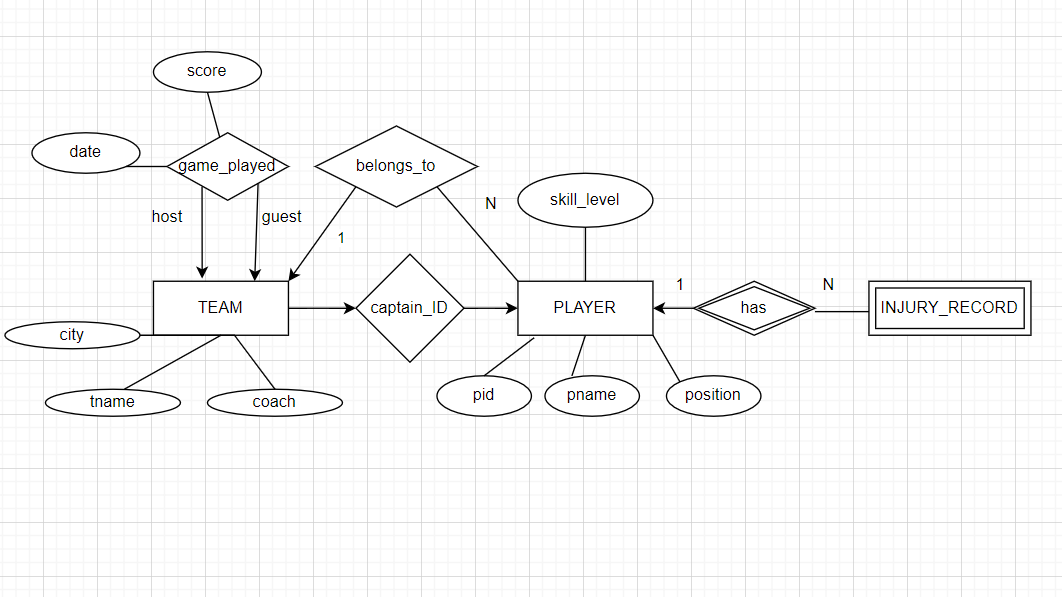 score
date
game_played
belongs_to
skill_level
N
host
guest
1
TEAM
captain_ID
PLAYER
1
has
N
INJURY_RECORD
city
tname
coach
pid
pname
position